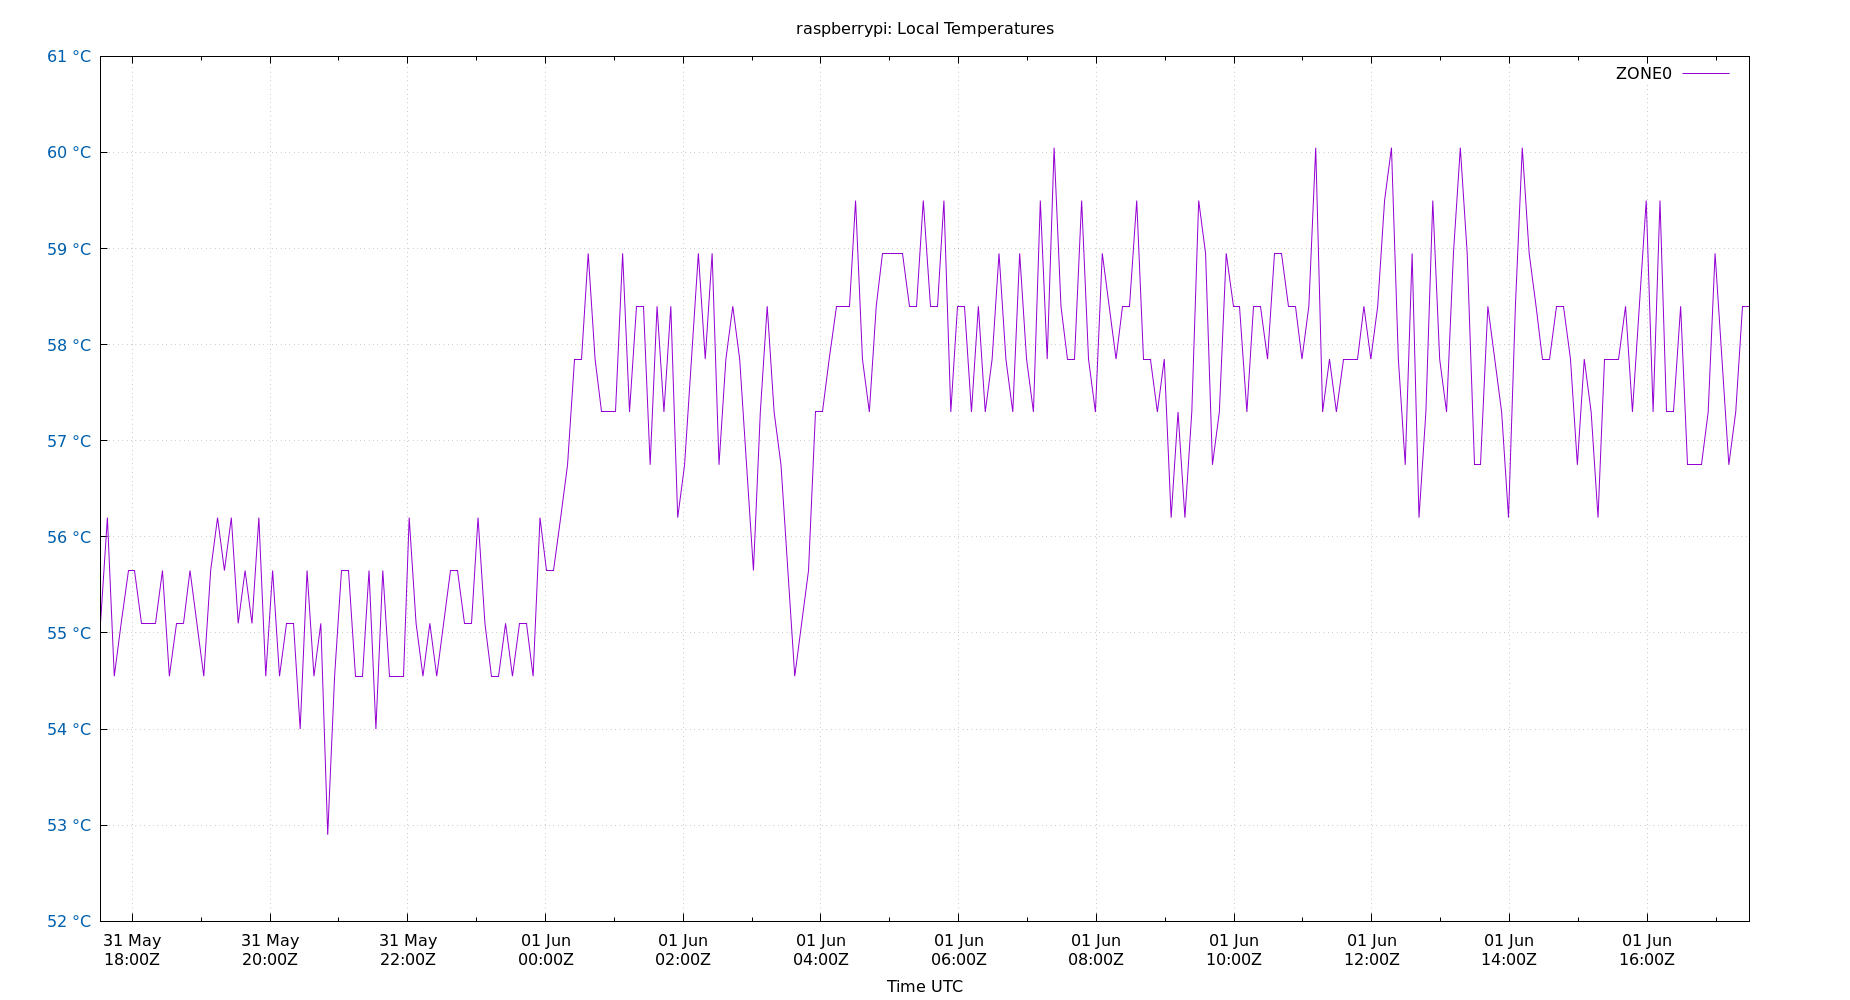 raspberrypi: Local Temperatures
61 °C
ZONE0
60 °C
59 °C
58 °C
57 °C
56 °C
55 °C
54 °C
53 °C
52 °C
31 May 31 May 31 May 01 Jun 01 Jun 01 Jun 01 Jun 01 Jun 01 Jun 01 Jun 01 Jun 01 Jun
18:00Z 20:00Z 22:00Z 00:00Z 02:00Z 04:00Z 06:00Z 08:00Z 10:00Z 12:00Z 14:00Z 16:00Z
Time UTC